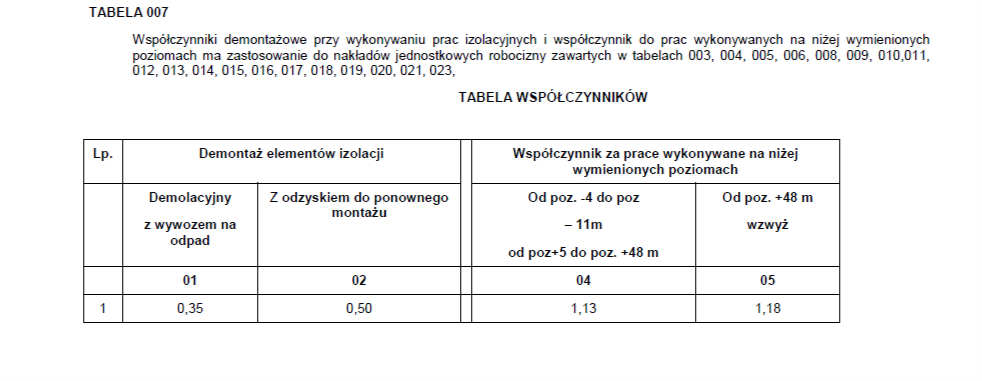 TABELA 007
Współczynniki demontażowe przy wykonywaniu prac izolacyjnych i współczynnik do prac wykonywanych na niżej wymienionych
poziomach ma zastosowanie do nakładów jednostkowych robocizny zawartych w tabelach 003, 004, 005, 006, 008, 009, 010,011,
012, 013, 014, 015, 016, 017, 018, 019, 020, 021, 023,
TABELA WSPÓŁCZYNNIKÓW
Lp. Demontaż elementów izolacji Współczynnik za prace wykonywane na niżej
wymienionych poziomach
Demolacyjny
z wywozem na
odpad
Z odzyskiem do ponownego
montażu
Od poz. -4 do poz
– 11m
od poz+5 do poz. +48 m
Od poz. +48 m
wzwyż
01 02 04 05
1 0,35 0,50 1,13 1,18